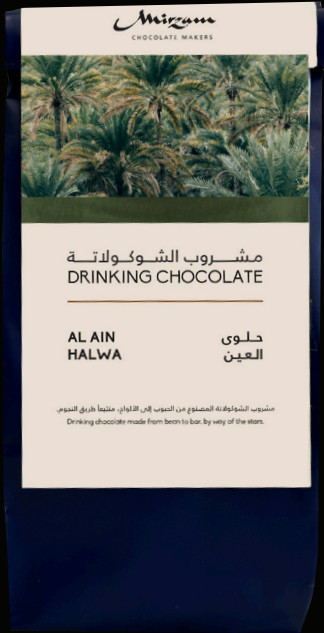 Mirzam
CHOCOLATE MAKERS
مشروب الشوكولاتة
DRINKING CHOCOLATE
AL AIN
HALWA
حلوى
العين
مشروب الشوكولاتة المصنوع من الحبوب إلى الألواح، متتبعاً طريق النجوم.
Drinking chocolate made from bean to bar, by way of the stars.